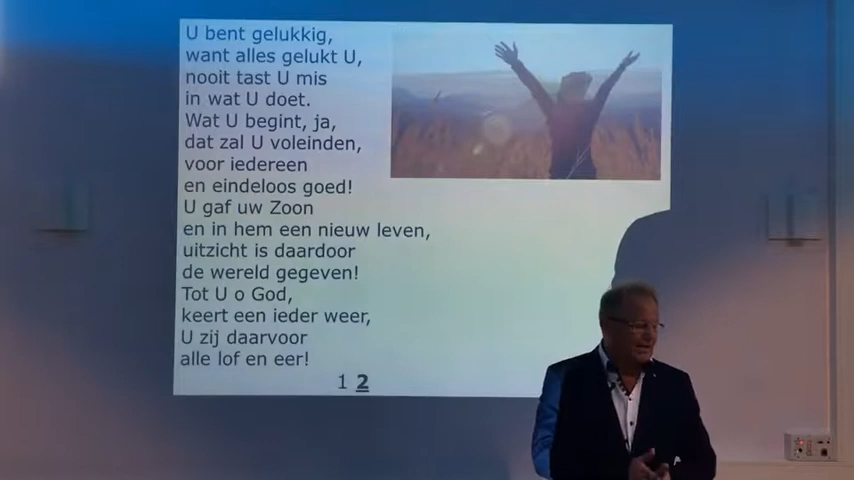 U bent gelukkig,
want alles gelukt U,
nooit tast U mis
in wat U doet.
Wat U begint, ja,
dat zal U voleinden,
voor iedereen
en eindeloos goed!
U gaf uw Zoon
en in hem een nieuw leven,
uitzicht is daardoor
de wereld gegeven!
Tot U o God,
keert een ieder weer,
U zij daarvoor
alle lof en eer!
1 2